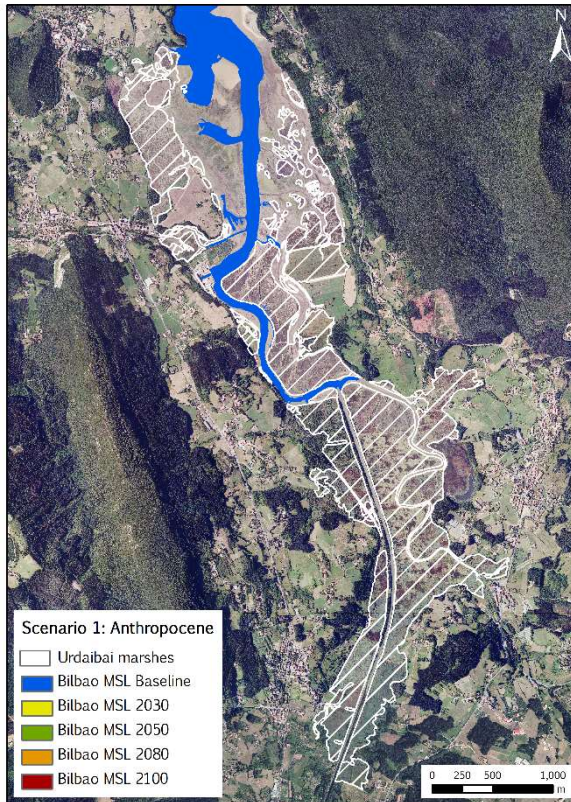 N
Scenario 1: Anthropocene
Urdaibai marshes
Bilbao MSL Baseline
Bilbao MSL 2030
Bilbao MSL 2050
Bilbao MSL 2080
Bilbao MSL 2100
0 250 500 1,000
m